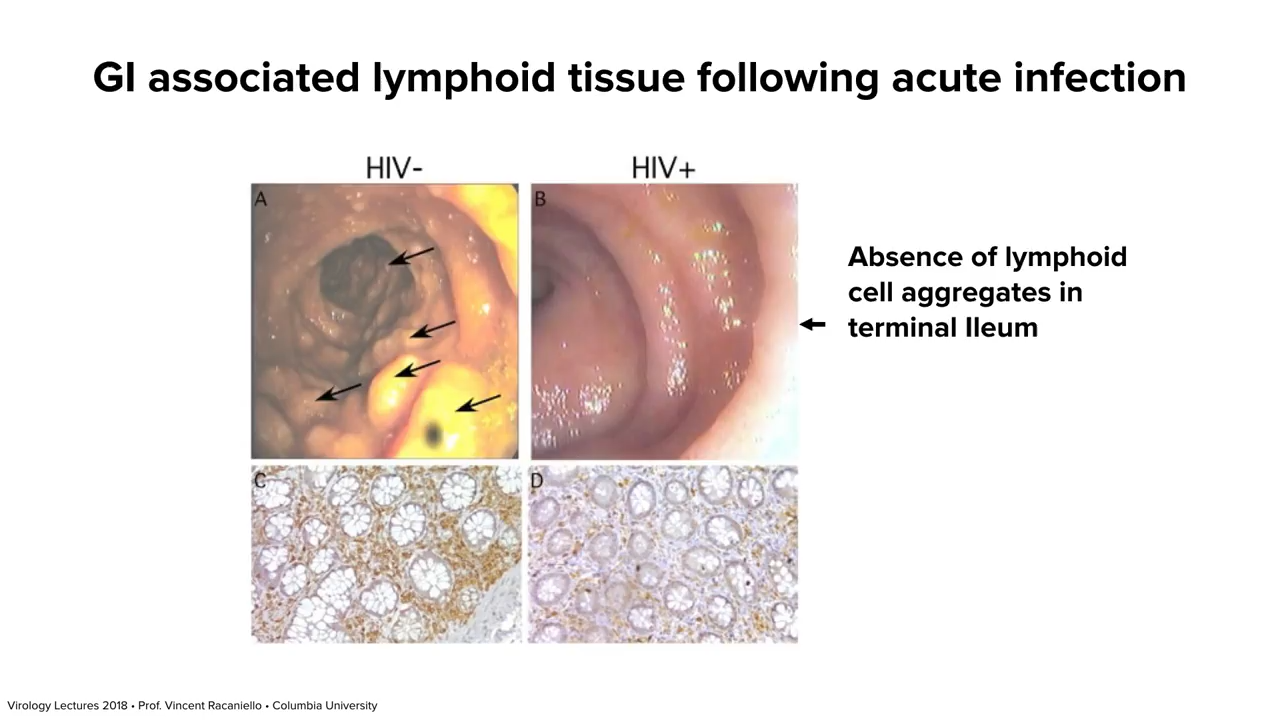 GI associated lymphoid tissue following acute infection
HIV-
HIV+
A
B
Absence of lymphoid
cell aggregates in
terminal Ileum
C
D
Virology Lectures 2018 • Prof. Vincent Racaniello • Columbia University